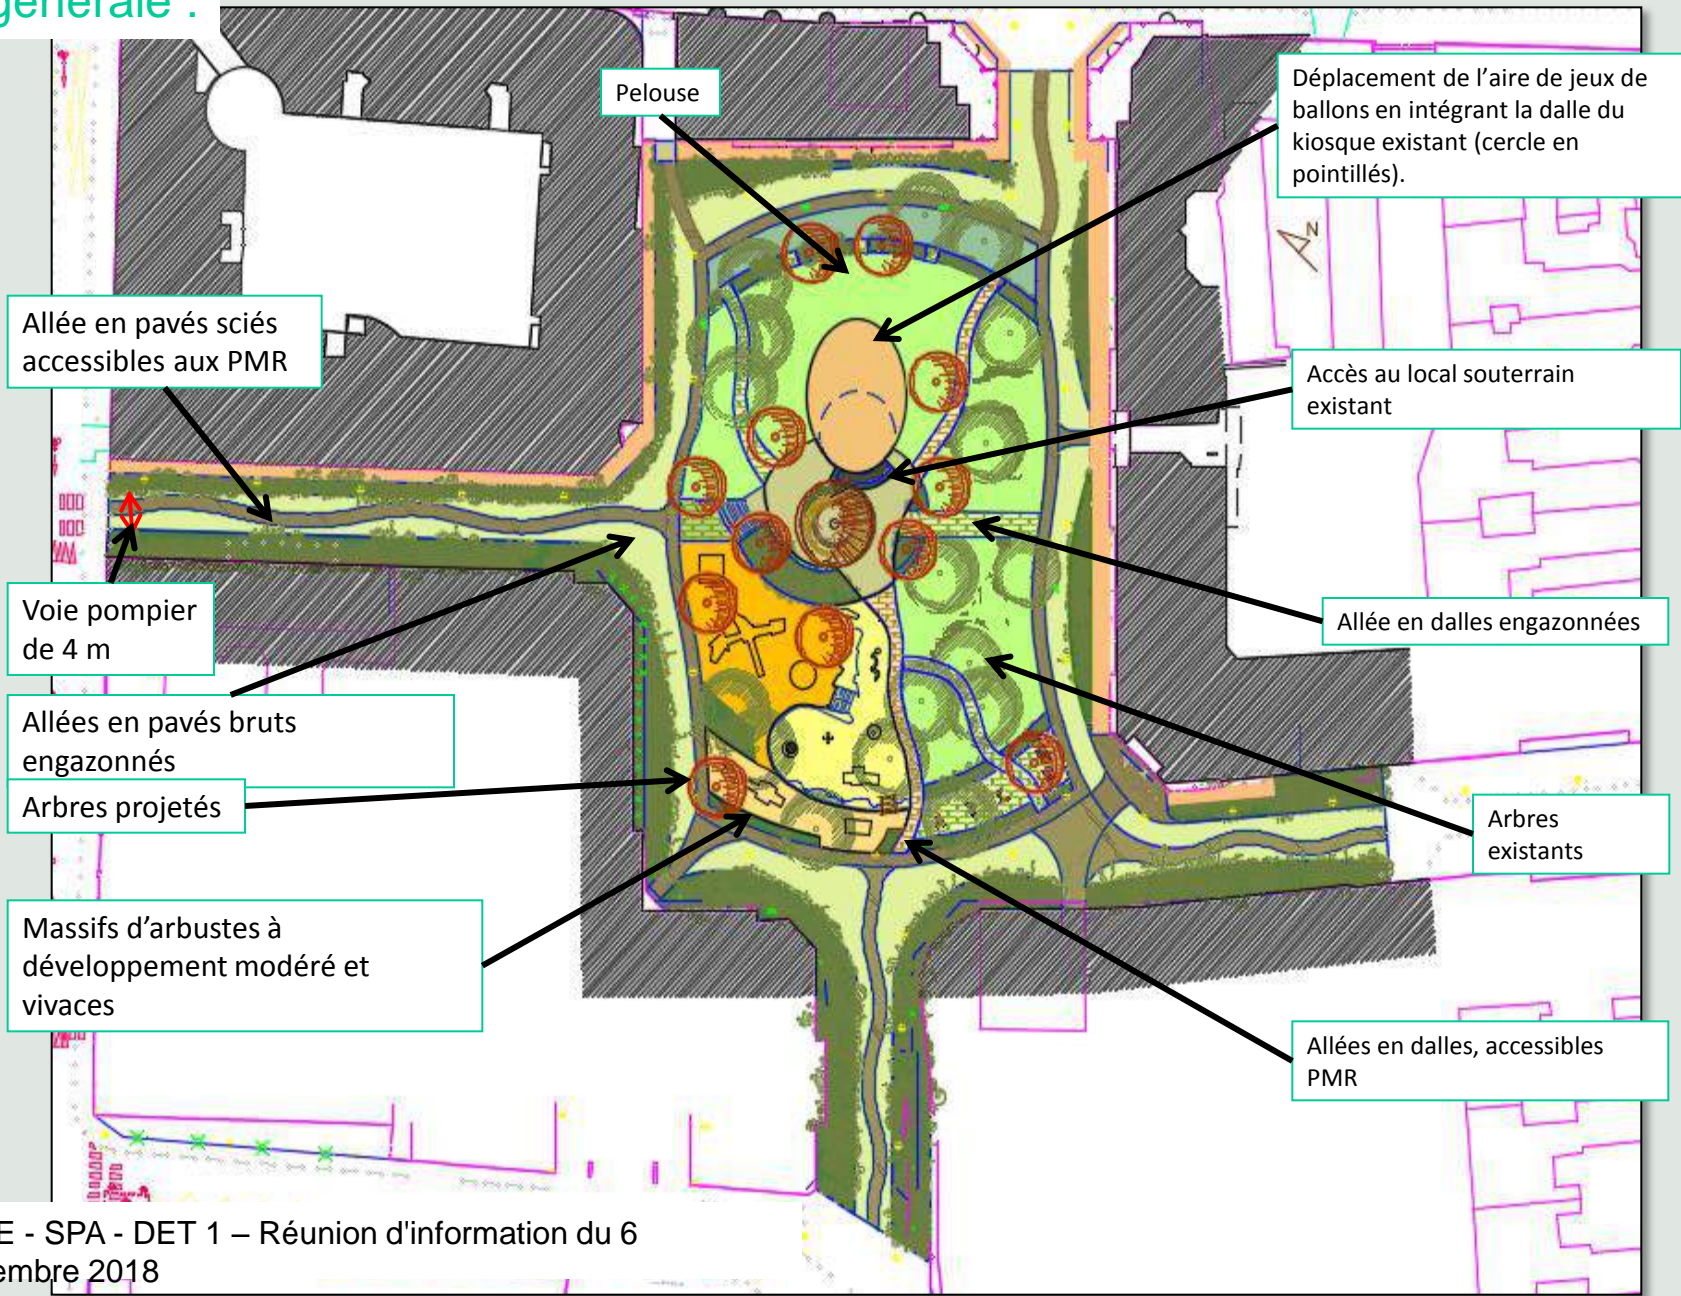 générale :
Pelouse
Déplacement de l’aire de jeux de
ballons en intégrant la dalle du
kiosque existant (cercle en
pointillés).
N
Allée en pavés sciés
accessibles aux PMR
Accès au local souterrain
existant
Voie pompier
de 4 m
Allée en dalles engazonnées
Allées en pavés bruts
engazonnés
Arbres projetés
Arbres
existants
Massifs d’arbustes à
développement modéré et
vivaces
Allées en dalles, accessibles
PMR
E - SPA - DET 1 – Réunion d'information du 6
embre 2018